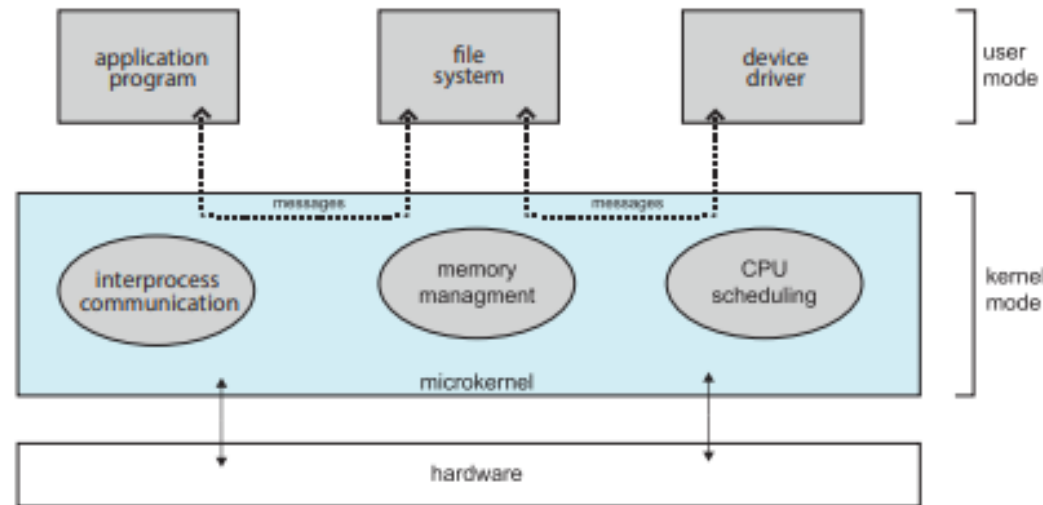 application
program
file
system
device
driver
user
mode
messages
messages
interprocess
communication
memory
managment
CPU
scheduling
kernel
mode
microkernel
hardware